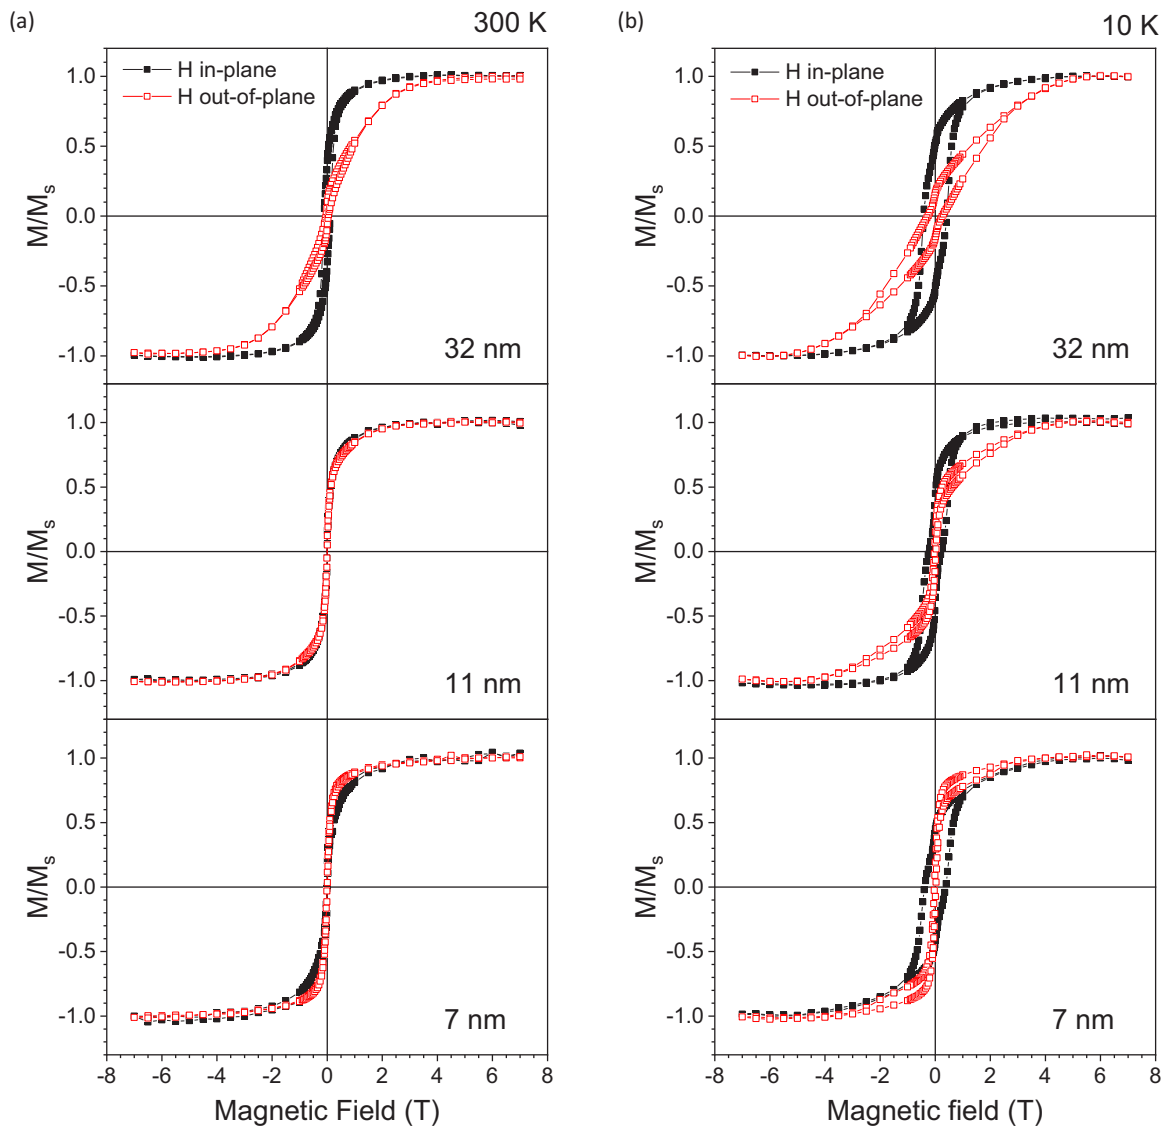 (a)
300 K
H in-plane
H out-of-plane
1.0
0.5
0.0
-0.5
-1.0
M/Ms
32 nm
1.0
0.5
0.0
-0.5
-1.0
M/Ms
11 nm
1.0
0.5
0.0
-0.5
-1.0
M/Ms
7 nm
-8 -6 -4 -2 0 2 4 6 8
Magnetic Field (T)
(b)
10 K
H in-plane
H out-of-plane
1.0
0.5
0.0
-0.5
-1.0
M/Ms
32 nm
1.0
0.5
0.0
-0.5
-1.0
M/Ms
11 nm
1.0
0.5
0.0
-0.5
-1.0
M/Ms
7 nm
-8 -6 -4 -2 0 2 4 6 8
Magnetic field (T)